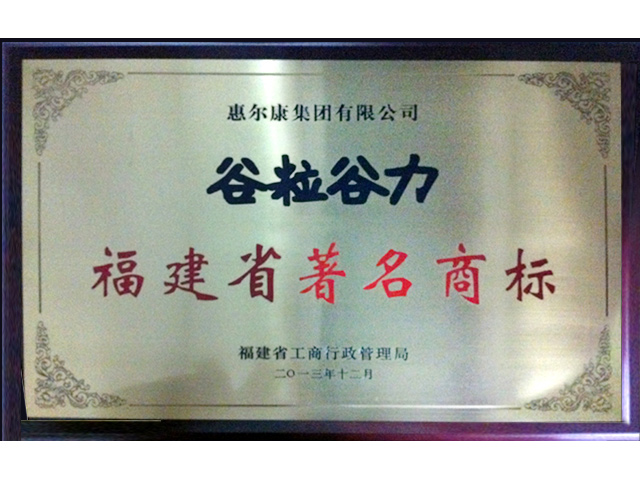 惠尔康集团有限公司
谷粒谷力
福建省著名商标
福建省工商行政管理局
二〇一三年十二月